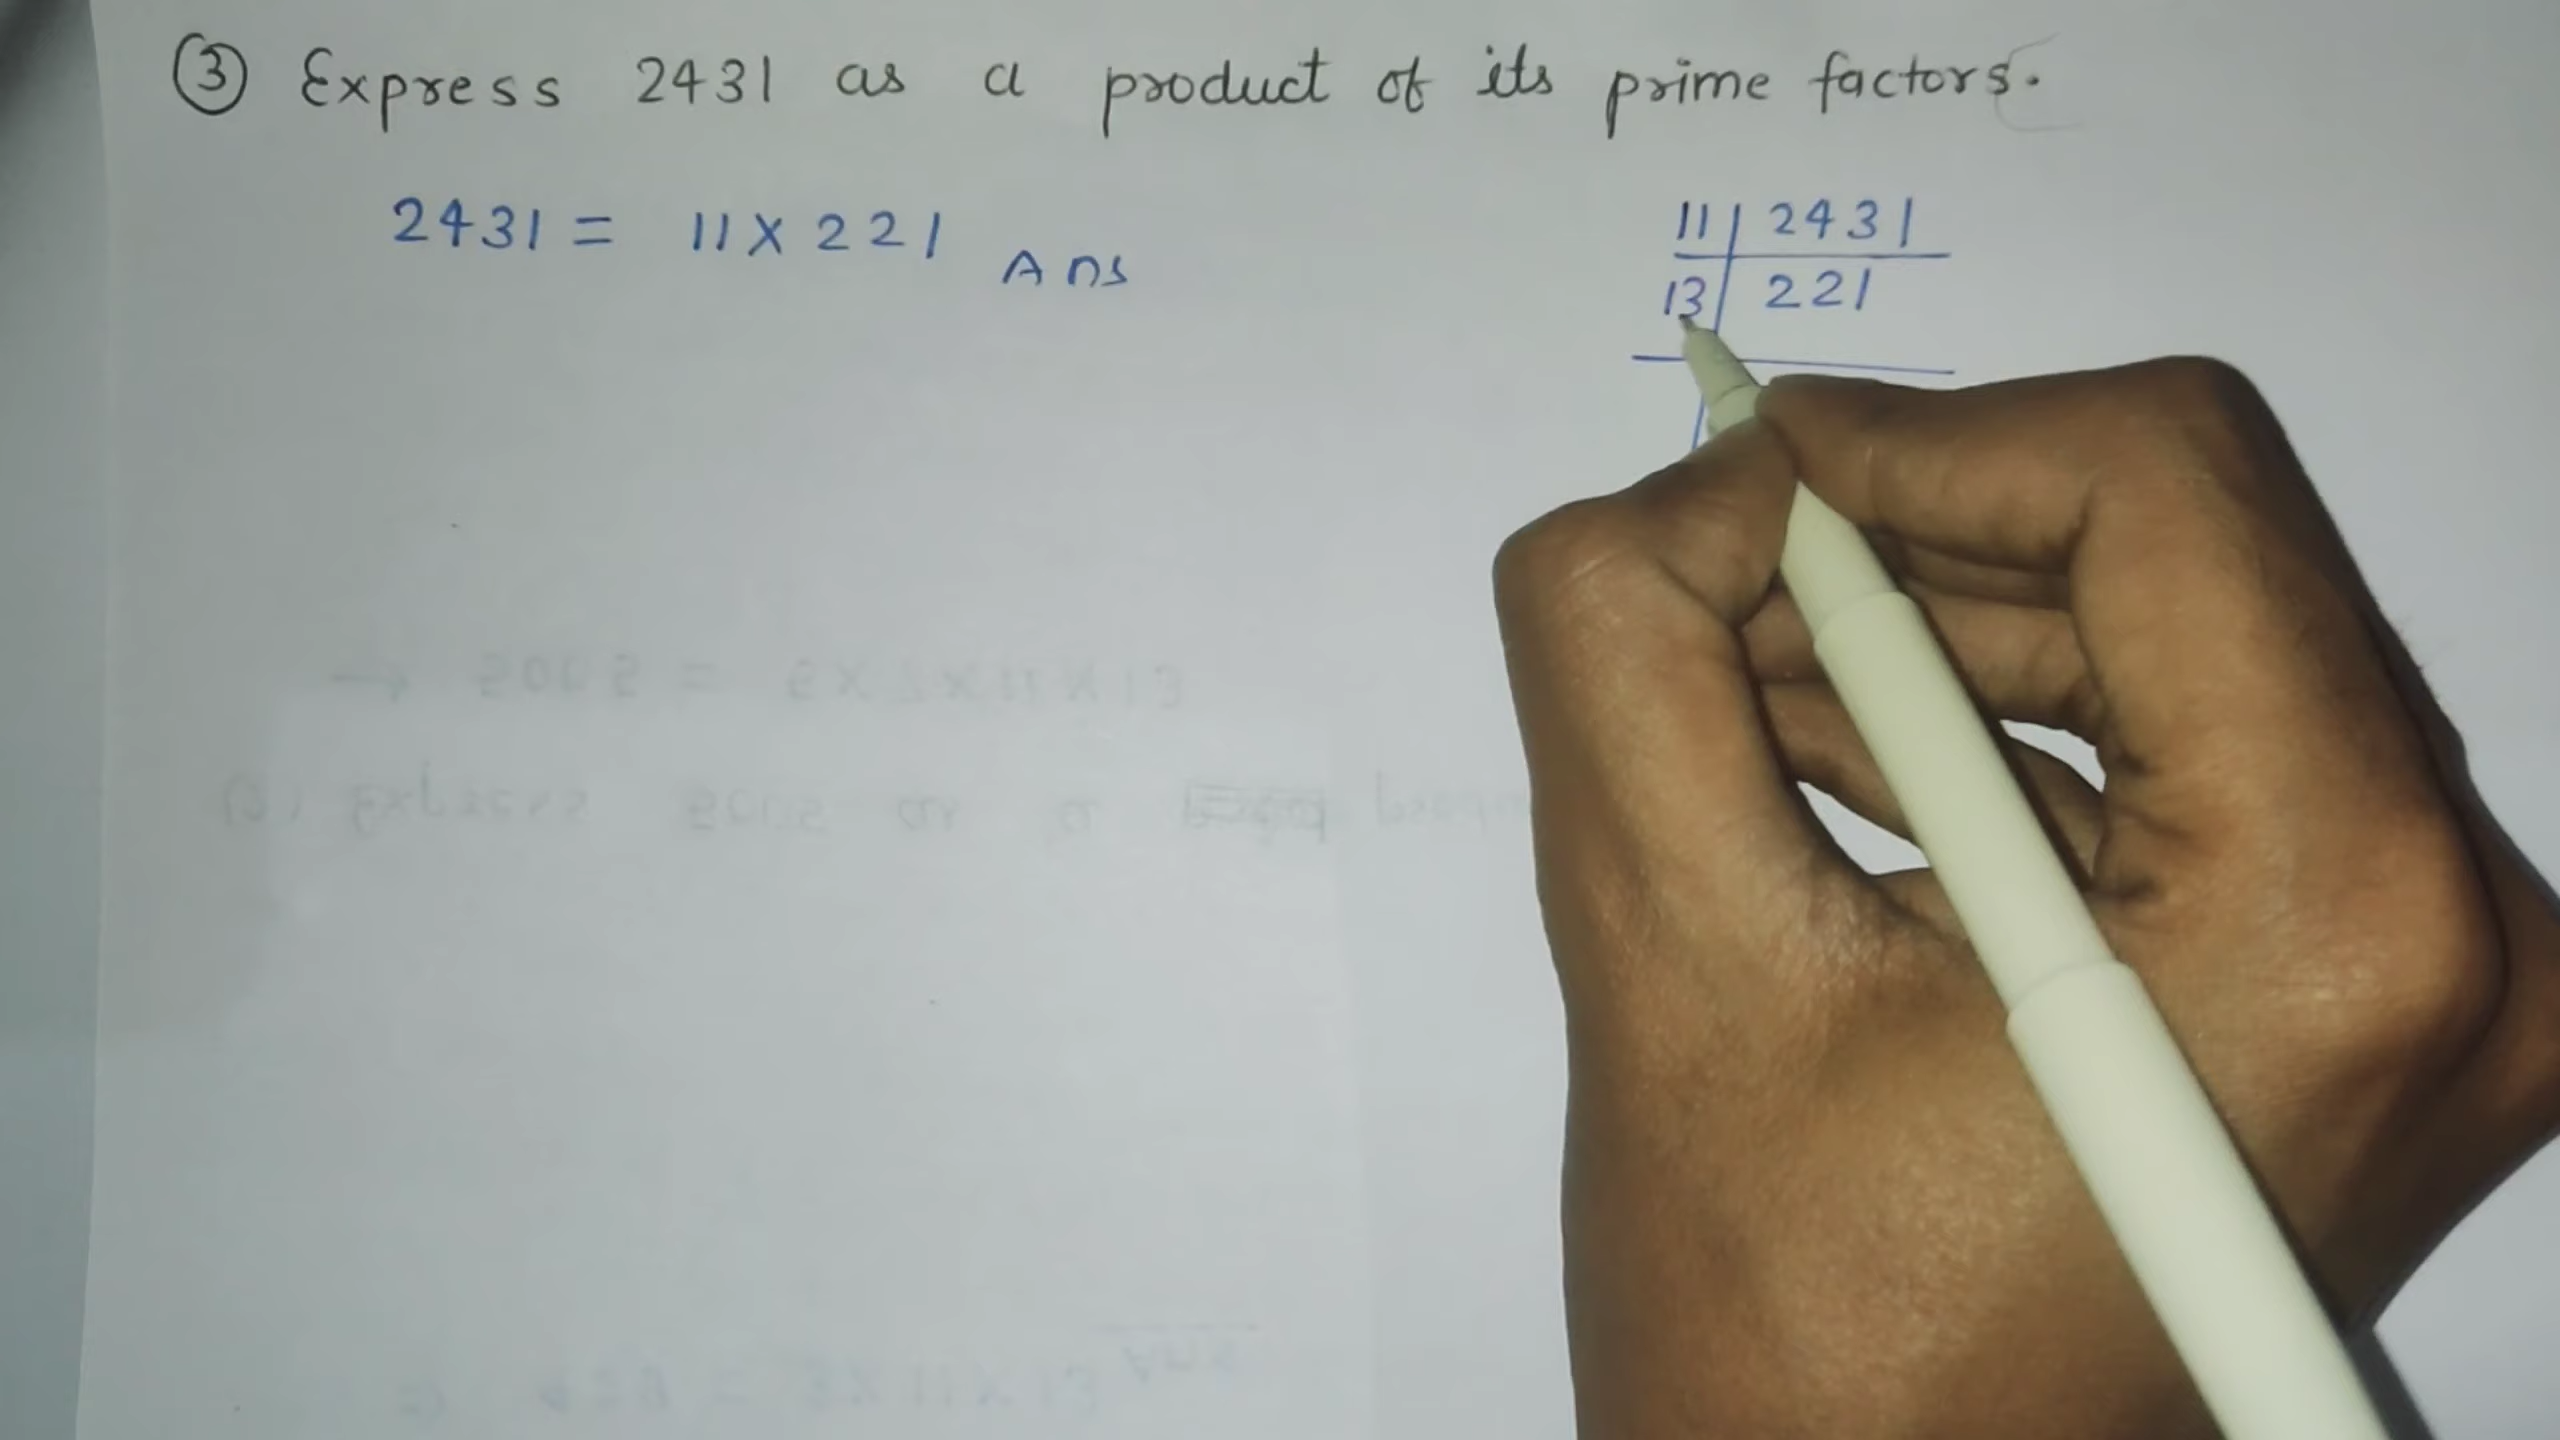 ③ Express 2431 as a product of its prime factors.
2431 = 11 X 221 Ans
11 | 2431
13 | 221